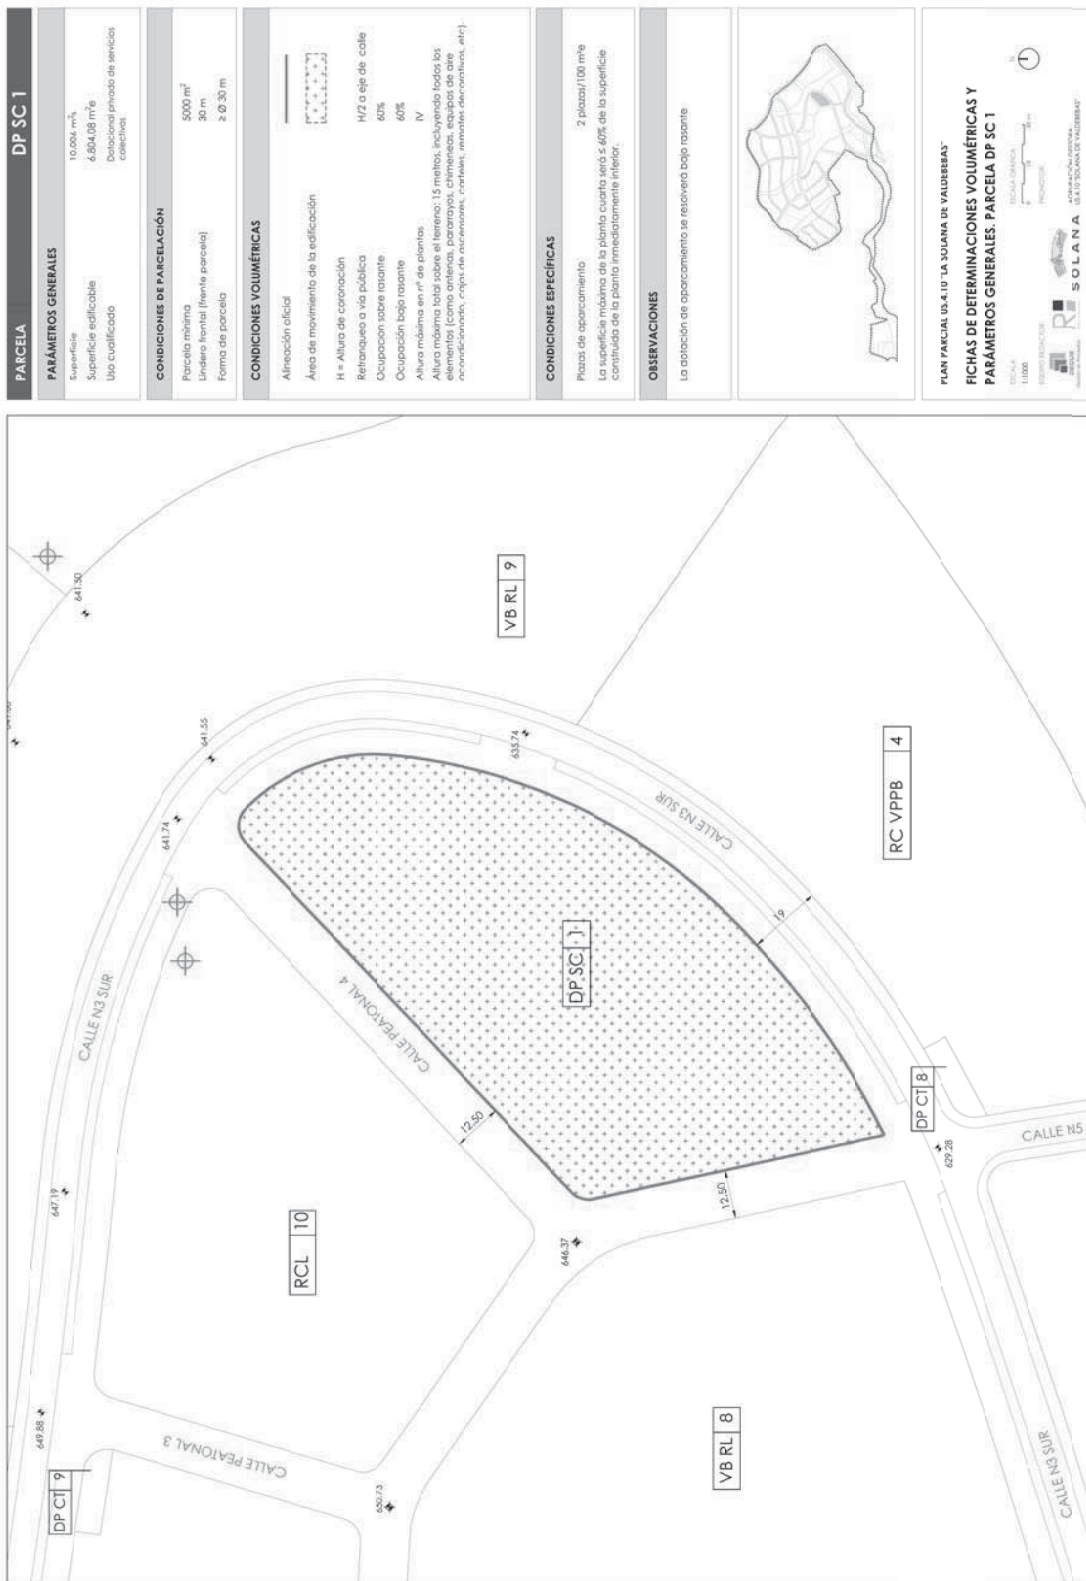 PARCELA DP SC 1
PARÁMETROS GENERALES
Superficie 10.006 m²s
Superficie edificable 6.804,08 m²e
Uso cualificado Dotacional privado de servicios
colectivos
CONDICIONES DE PARCELACIÓN
Parcela mínima 5000 m²
Lindero frontal (frente parcela) 30 m
Forma de parcela ≥ Ø 30 m
CONDICIONES VOLUMÉTRICAS
Alineación oficial
Área de movimiento de la edificación
H = Altura de coronación
Retranqueo a vía pública H/2 a eje de calle
Ocupación sobre rasante 60%
Ocupación bajo rasante 60%
Altura máxima en nº de plantas IV
Altura máxima total sobre el terreno: 15 metros, incluyendo todos los
elementos (como antenas, pararrayos, chimeneas, equipos de aire
acondicionado, cajas de ascensores, carteles, remates decorativos, etc).
CONDICIONES ESPECÍFICAS
Plazas de aparcamiento 2 plazas/100 m²e
La superficie máxima de la planta cuarta será ≤ 60% de la superficie
construida de la planta inmediatamente inferior.
OBSERVACIONES
La dotación de aparcamiento se resolverá bajo rasante
PLAN PARCIAL US.4.10 "LA SOLANA DE VALDEBEBAS"
FICHAS DE DETERMINACIONES VOLUMÉTRICAS Y
PARÁMETROS GENERALES. PARCELA DP SC 1
ESCALA
1:1000
ESCALA GRÁFICA
N
EQUIPO REDACTOR
PROMOTOR
SOLANA
US.4.10 "SOLANA DE VALDEBEBAS"
641.50
641.55
641.74
635.74
647.19
649.88
646.37
650.73
629.28
VB RL 9
RC VPPB 4
DP SC 1
RCL 10
DP CT 8
DP CT 9
VB RL 8
CALLE N3 SUR
CALLE N3 SUR
CALLE N3 SUR
CALLE N5
CALLE PEATONAL 4
CALLE PEATONAL 3
19
12.50
12.50